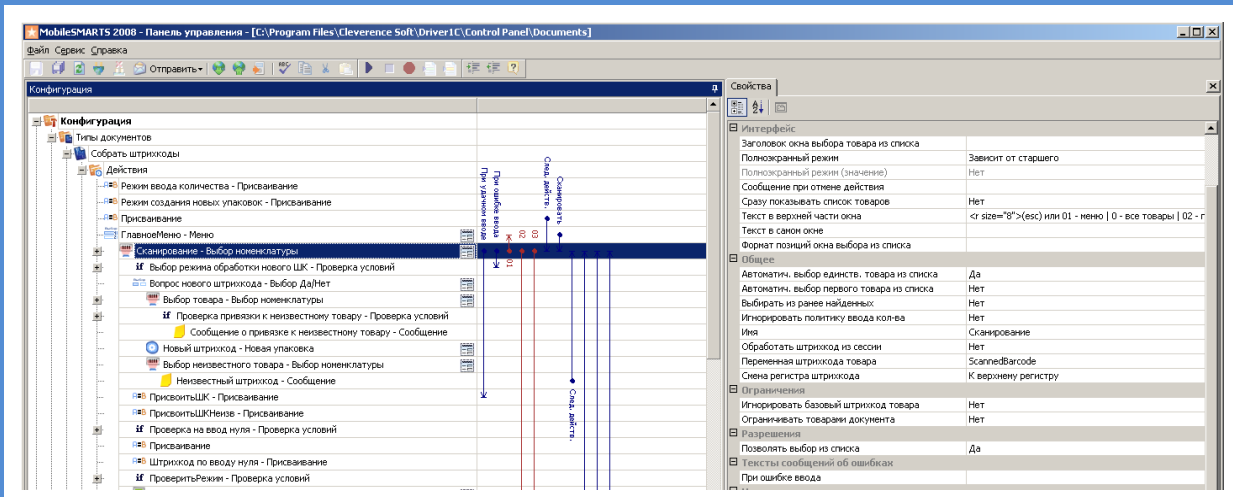 MobileSMARTS 2008 - Панель управления - [C:\Program Files\Cleverence Soft\Driver1C\Control Panel\Documents]
Файл Сервис Справка
Отправить
Конфигурация
Конфигурация
Типы документов
Собрать штрихкоды
Действия
Режим ввода количества - Присваивание
Режим создания новых упаковок - Присваивание
Присваивание
ГлавноеМеню - Меню
Сканирование - Выбор номенклатуры
if Выбор режима обработки нового ШК - Проверка условий
Вопрос нового штрихкода - Выбор Да/Нет
Выбор товара - Выбор номенклатуры
if Проверка привязки к неизвестному товару - Проверка условий
Сообщение о привязке к неизвестному товару - Сообщение
Новый штрихкод - Новая упаковка
Выбор неизвестного товара - Выбор номенклатуры
Неизвестный штрихкод - Сообщение
ПрисвоитьШК - Присваивание
ПрисвоитьШКНеизв - Присваивание
if Проверка на ввод нуля - Проверка условий
Присваивание
Штрихкод по вводу нуля - Присваивание
if ПроверитьРежим - Проверка условий
При удачном вводе
При ошибке ввода
01
02
03
След. действ.
Сканировать
След. действ.
Свойства
Интерфейс
Заголовок окна выбора товара из списка
Полноэкранный режим Зависит от старшего
Полноэкранный режим (значение) Нет
Сообщение при отмене действия
Сразу показывать список товаров Нет
Текст в верхней части окна <r size="8">(esc) или 01 - меню | 0 - все товары | 02 - г
Текст в самом окне
Формат позиций окна выбора из списка
Общее
Автоматич. выбор единств. товара из списка Да
Автоматич. выбор первого товара из списка Нет
Выбирать из ранее найденных Нет
Игнорировать политику ввода кол-ва Нет
Имя Сканирование
Обработать штрихкод из сессии Нет
Переменная штрихкода товара ScannedBarcode
Смена регистра штрихкода К верхнему регистру
Ограничения
Игнорировать базовый штрихкод товара Нет
Ограничивать товарами документа Нет
Разрешения
Позволять выбор из списка Да
Тексты сообщений об ошибках
При ошибке ввода